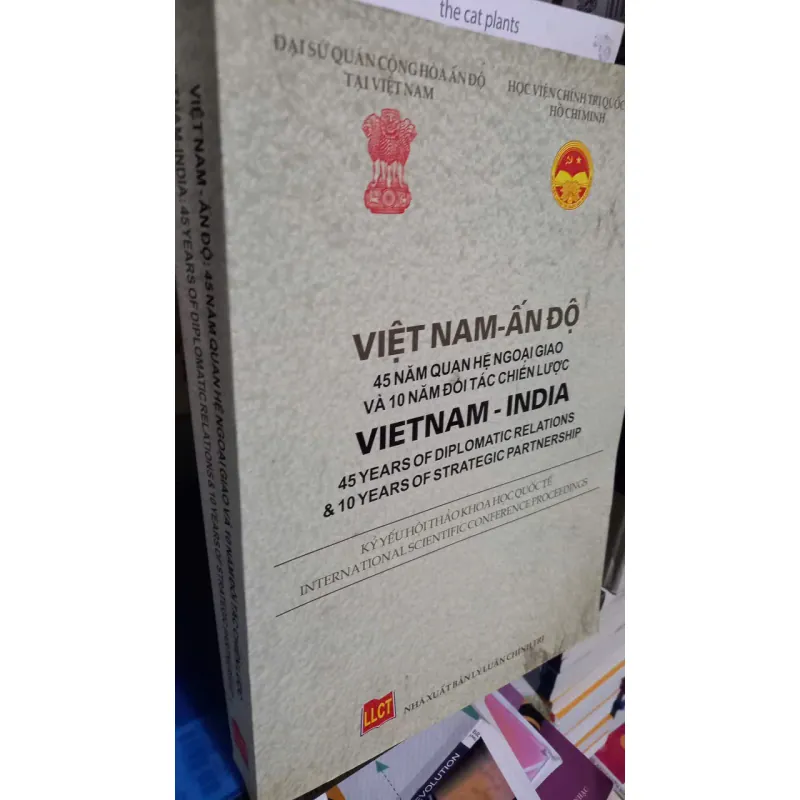 the cat plants
ĐẠI SỨ QUÁN CỘNG HÒA ẤN ĐỘ
TẠI VIỆT NAM
HỌC VIỆN CHÍNH TRỊ QUỐC
HỒ CHÍ MINH
VIỆT NAM-ẤN ĐỘ
45 NĂM QUAN HỆ NGOẠI GIAO
VÀ 10 NĂM ĐỐI TÁC CHIẾN LƯỢC
VIETNAM - INDIA
45 YEARS OF DIPLOMATIC RELATIONS
& 10 YEARS OF STRATEGIC PARTNERSHIP
KỶ YẾU HỘI THẢO KHOA HỌC QUỐC TẾ
INTERNATIONAL SCIENTIFIC CONFERENCE PROCEEDINGS
LLCT
NHÀ XUẤT BẢN LÝ LUẬN CHÍNH TRỊ
VIỆT NAM - ẤN ĐỘ: 45 NĂM QUAN HỆ NGOẠI GIAO VÀ 10 NĂM ĐỐI TÁC CHIẾN LƯỢC
INDIA: 45 YEARS OF DIPLOMATIC RELATIONS & 10 YEARS OF STRATEGIC
EVOLUTION